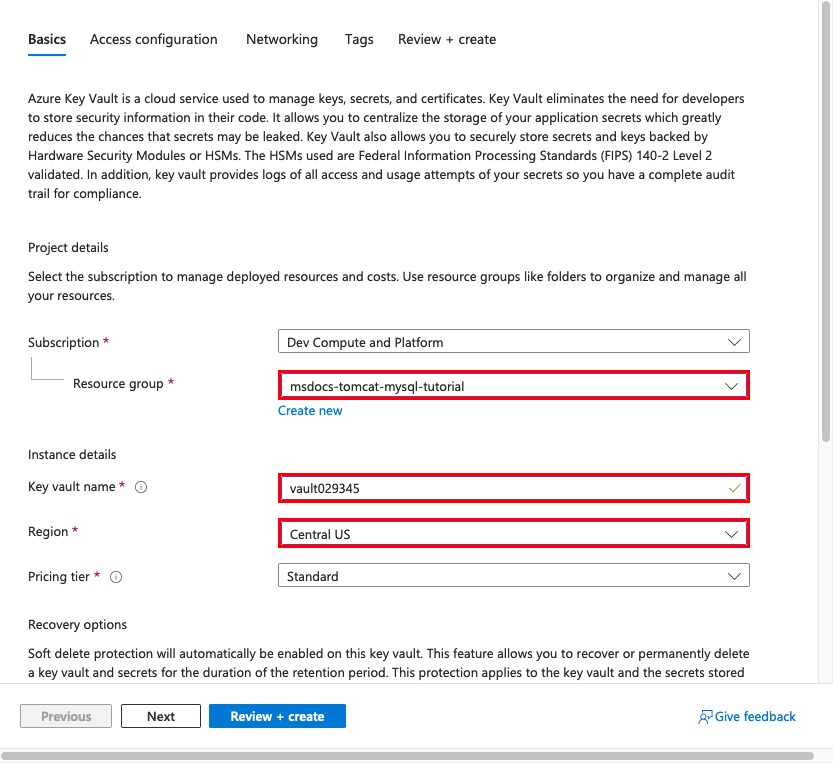 Basics Access configuration Networking Tags Review + create
Azure Key Vault is a cloud service used to manage keys, secrets, and certificates. Key Vault eliminates the need for developers
to store security information in their code. It allows you to centralize the storage of your application secrets which greatly
reduces the chances that secrets may be leaked. Key Vault also allows you to securely store secrets and keys backed by
Hardware Security Modules or HSMs. The HSMs used are Federal Information Processing Standards (FIPS) 140-2 Level 2
validated. In addition, key vault provides logs of all access and usage attempts of your secrets so you have a complete audit
trail for compliance.
Project details
Select the subscription to manage deployed resources and costs. Use resource groups like folders to organize and manage all
your resources.
Subscription * Dev Compute and Platform
Resource group * msdocs-tomcat-mysql-tutorial
Create new
Instance details
Key vault name * vault029345
Region * Central US
Pricing tier * Standard
Recovery options
Soft delete protection will automatically be enabled on this key vault. This feature allows you to recover or permanently delete
a key vault and secrets for the duration of the retention period. This protection applies to the key vault and the secrets stored
Previous Next Review + create Give feedback